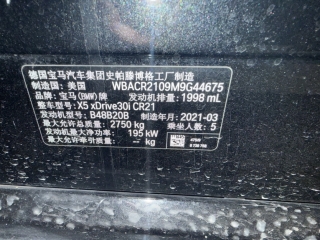 德国宝马汽车集团史帕滕博格工厂制造
制造国：美国 WBACR2109M9G44675
品牌：宝马(BMW)牌 发动机排量：1998 mL
整车型号：X5 xDrive30i CR21
发动机型号：B48B20B 制造年月：2021-03
最大允许总质量：2750 kg 乘坐人数：5
发动机最大净功率：195 kW
最大允许牵引质量：— kg